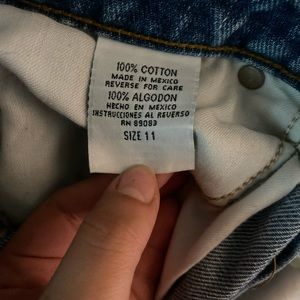 100% COTTON
MADE IN MEXICO
REVERSE FOR CARE
100% ALGODON
HECHO EN MEXICO
INSTRUCCIONES AL REVERSO
RN 89083
SIZE 11